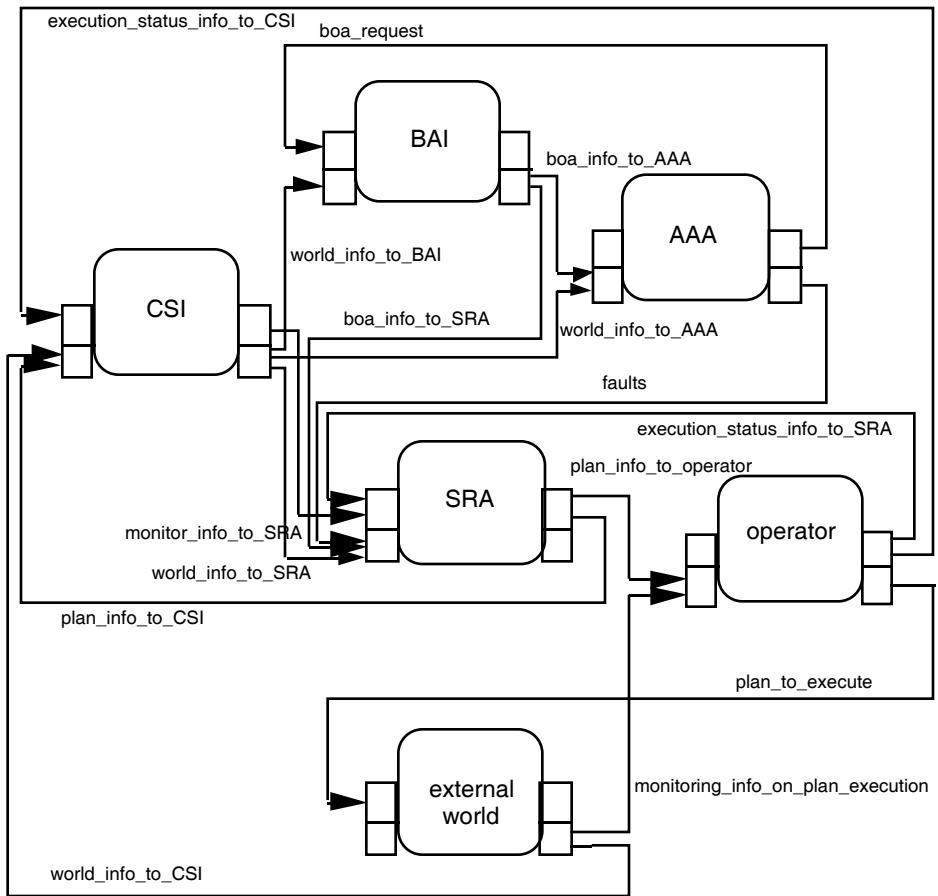 execution_status_info_to_CSI
boa_request
BAI
boa_info_to_AAA
AAA
world_info_to_BAI
CSI
boa_info_to_SRA
world_info_to_AAA
faults
execution_status_info_to_SRA
plan_info_to_operator
SRA
operator
monitor_info_to_SRA
world_info_to_SRA
plan_info_to_CSI
plan_to_execute
external
world
monitoring_info_on_plan_execution
world_info_to_CSI